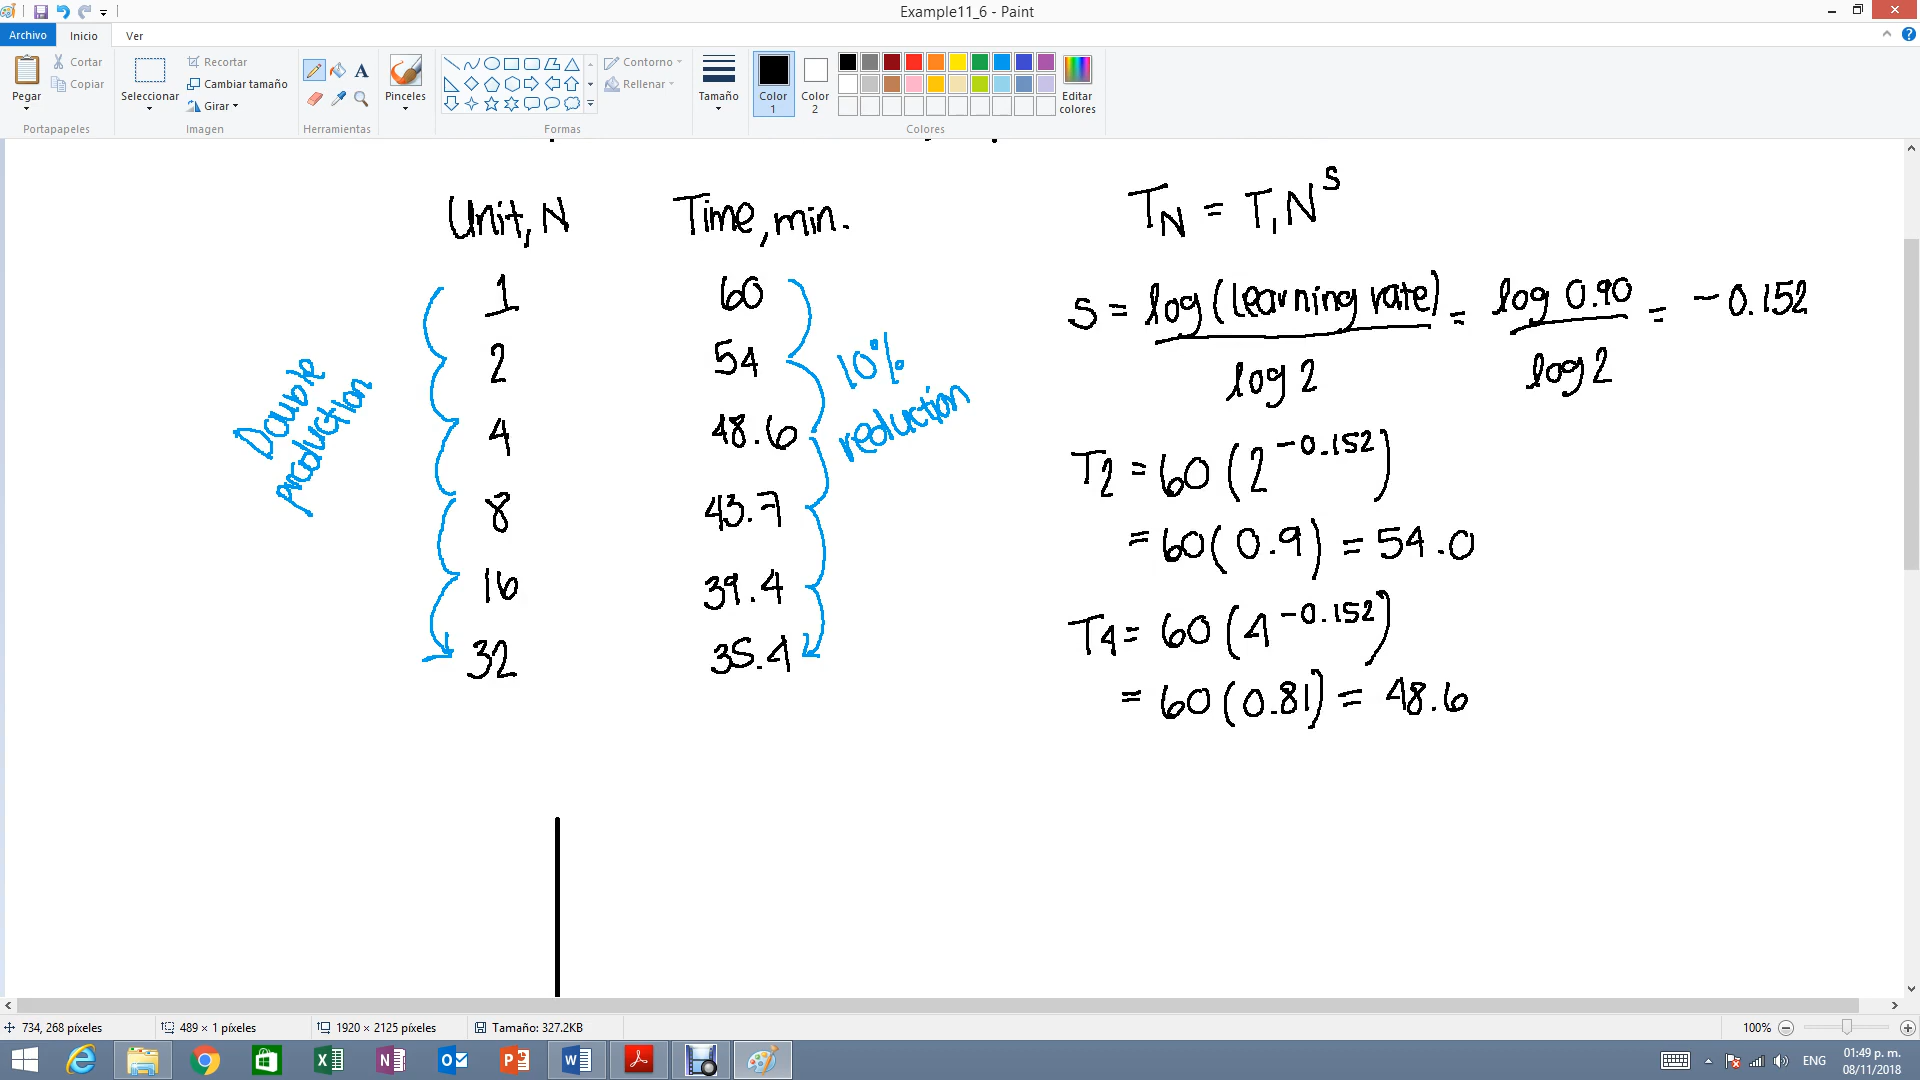 Example11_6 - Paint
Archivo Inicio Ver
Pegar
Cortar
Copiar
Portapapeles
Seleccionar
Recortar
Cambiar tamaño
Girar
Imagen
A
Herramientas
Pinceles
Contorno
Rellenar
Formas
Tamaño
Color 1
Color 2
Editar colores
Colores
Unit, N Time, min.
1 60
2 54
4 48.6
8 43.7
16 39.4
32 35.4
Double
production
10%
reduction
T_N = T_1 N^S
S = log (learning rate) / log 2 = log 0.90 / log 2 = -0.152
T2 = 60 (2^-0.152)
= 60 (0.9) = 54.0
T4 = 60 (4^-0.152)
= 60 (0.81) = 48.6
734, 268 píxeles 489 × 1 píxeles 1920 × 2125 píxeles Tamaño: 327.2KB 100%
ENG
01:49 p. m.
08/11/2018